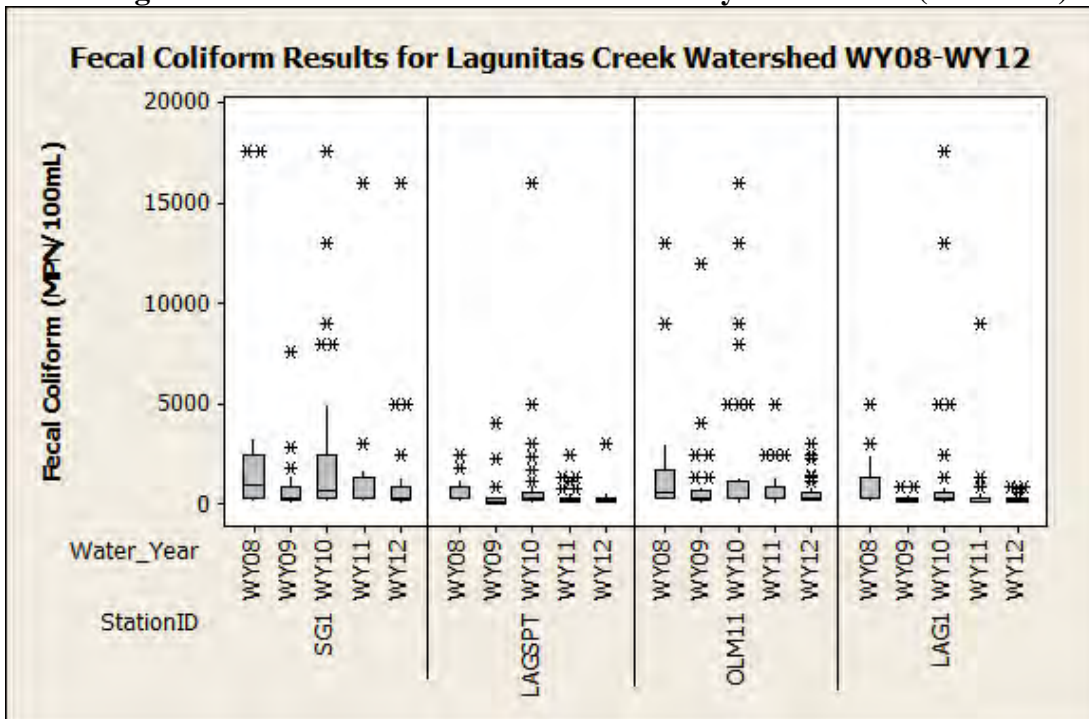 Fecal Coliform Results for Lagunitas Creek Watershed WY08-WY12
Fecal Coliform (MPN/100mL)
20000
15000
10000
5000
0
Water_Year
WY08 WY09 WY10 WY11 WY12 WY08 WY09 WY10 WY11 WY12 WY08 WY09 WY10 WY11 WY12 WY08 WY09 WY10 WY11 WY12
StationID
SG1 LAGSPT OLM11 LAG1